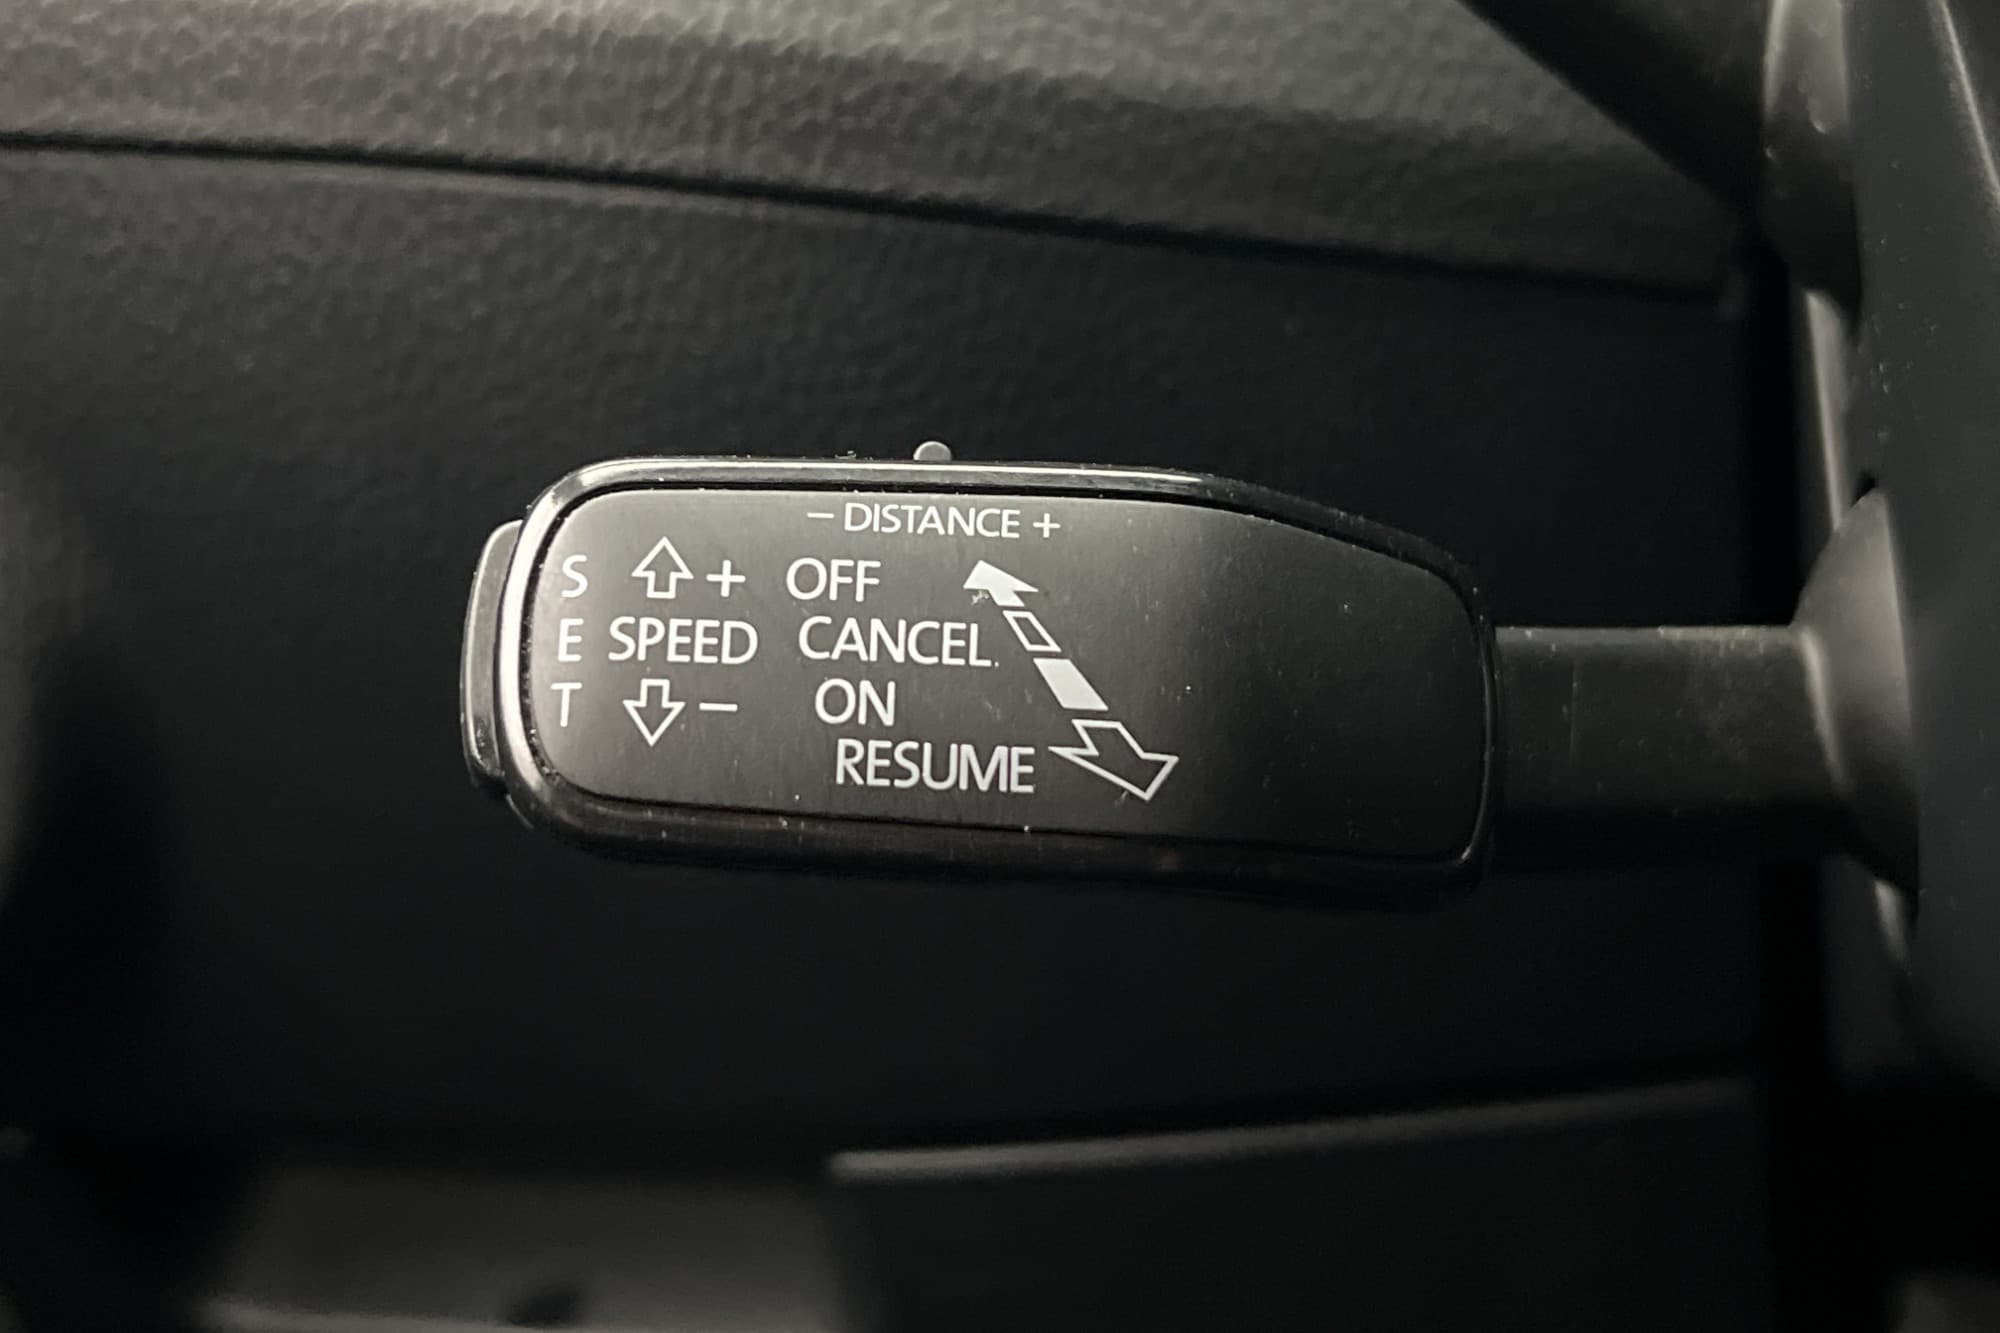 − DISTANCE +
S + OFF
E SPEED CANCEL
T − ON
RESUME